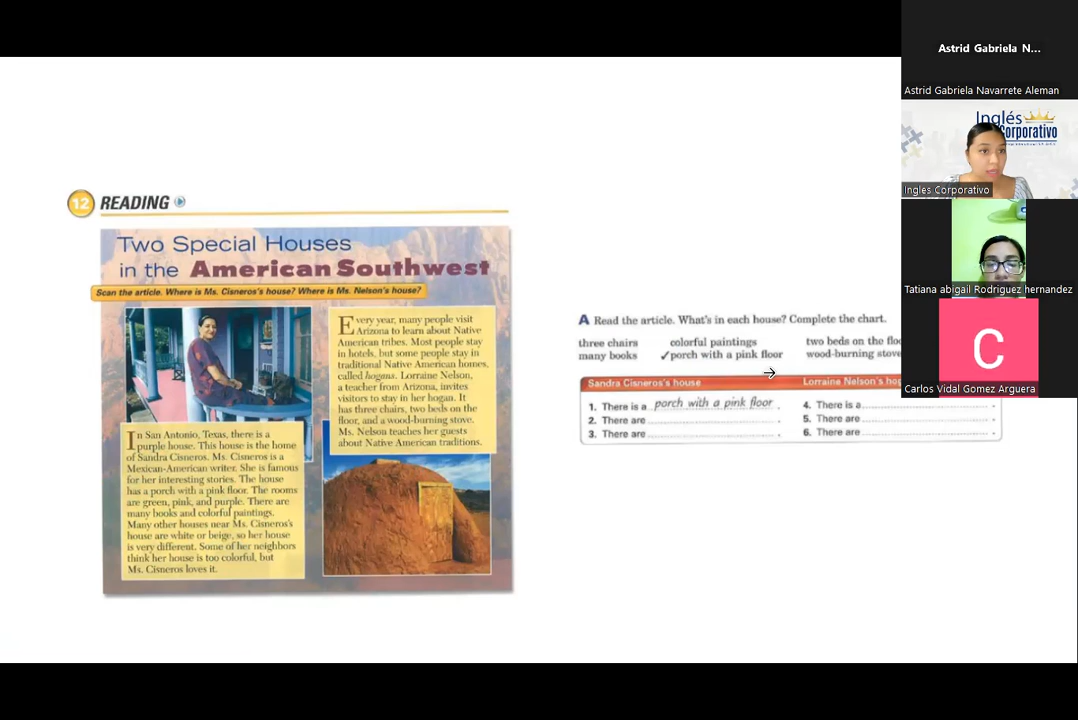 Astrid Gabriela N...
Astrid Gabriela Navarrete Aleman
Inglés
Corporativo
Ingles Corporativo
Tatiana abigail Rodriguez hernandez
C
Carlos Vidal Gomez Arguera
12 READING
Two Special Houses
in the American Southwest
Scan the article. Where is Ms. Cisneros's house? Where is Ms. Nelson's house?
Every year, many people visit
Arizona to learn about Native
American tribes. Most people stay
in hotels, but some people stay in
traditional Native American homes,
called hogans. Lorraine Nelson,
a teacher from Arizona, invites
visitors to stay in her hogan. It
has three chairs, two beds on the
floor, and a wood-burning stove.
Ms. Nelson teaches her guests
about Native American traditions.
In San Antonio, Texas, there is a
purple house. This house is the home
of Sandra Cisneros. Ms. Cisneros is a
Mexican-American writer. She is famous
for her interesting stories. The house
has a porch with a pink floor. The rooms
are green, pink, and purple. There are
many books and colorful paintings.
Many other houses near Ms. Cisneros's
house are white or beige, so her house
is very different. Some of her neighbors
think her house is too colorful, but
Ms. Cisneros loves it.
A Read the article. What's in each house? Complete the chart.
three chairs colorful paintings two beds on the flo
many books ✓porch with a pink floor wood-burning stove
Sandra Cisneros's house Lorraine Nelson's hou
1. There is a porch with a pink floor . 4. There is a .
2. There are . 5. There are .
3. There are . 6. There are .